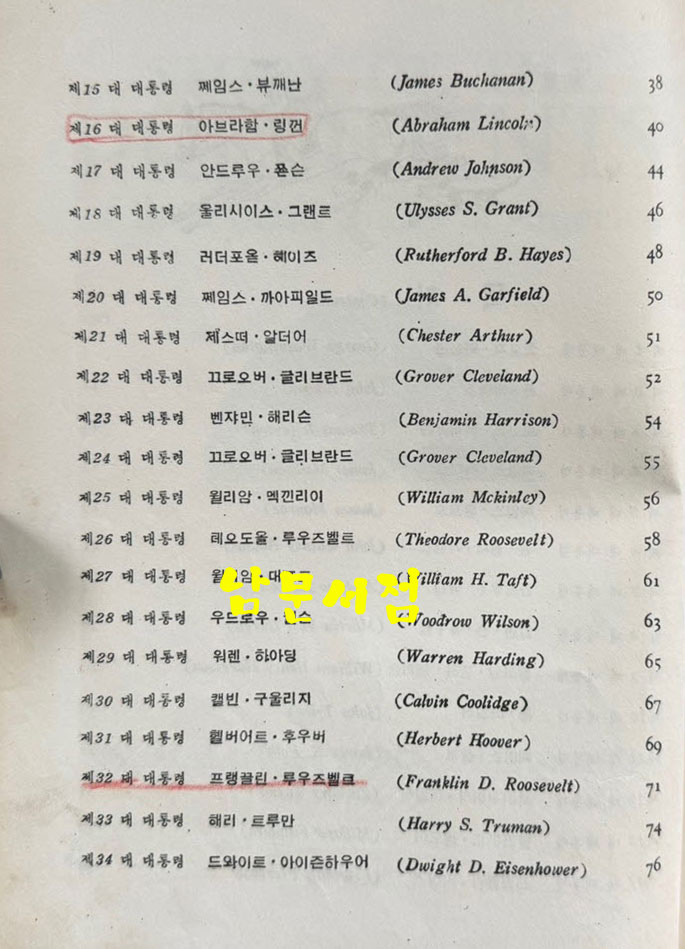 제15 대 대통령 쩨임스·뷰깨난 (James Buchanan) 38
제16 대 대통령 아브라함·링껀 (Abraham Lincoln) 40
제17 대 대통령 안드루우·쫀슨 (Andrew Johnson) 44
제18 대 대통령 울리시이스·그랜트 (Ulysses S. Grant) 46
제19 대 대통령 러더포올·헤이즈 (Rutherford B. Hayes) 48
제20 대 대통령 쩨임스·까아피일드 (James A. Garfield) 50
제21 대 대통령 체스떠·알더어 (Chester Arthur) 51
제22 대 대통령 끄로오버·클리브란드 (Grover Cleveland) 52
제23 대 대통령 벤쟈민·해리슨 (Benjamin Harrison) 54
제24 대 대통령 끄로오버·클리브란드 (Grover Cleveland) 55
제25 대 대통령 윌리암·멕낀리이 (William Mckinley) 56
제26 대 대통령 테오도올·루우즈벨트 (Theodore Roosevelt) 58
제27 대 대통령 (William H. Taft) 61
남문서점
제28 대 대통령 우드로우· (Woodrow Wilson) 63
제29 대 대통령 워렌·하아딩 (Warren Harding) 65
제30 대 대통령 캘빈·구울리지 (Calvin Coolidge) 67
제31 대 대통령 헬버어트·후우버 (Herbert Hoover) 69
제32 대 대통령 프랭끌린·루우즈벨크 (Franklin D. Roosevelt) 71
제33 대 대통령 해리·트루만 (Harry S. Truman) 74
제34 대 대통령 드와이트·아이즌하우어 (Dwight D. Eisenhower) 76